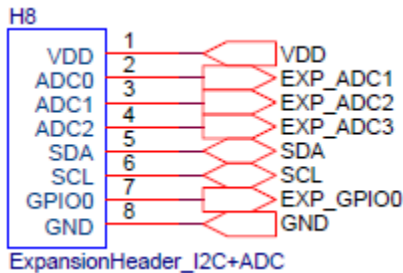 H8
VDD 1 VDD
ADC0 2 EXP_ADC1
ADC1 3 EXP_ADC2
ADC2 4 EXP_ADC3
SDA 5 SDA
SCL 6 SCL
GPIO0 7 EXP_GPIO0
GND 8 GND
ExpansionHeader_I2C+ADC